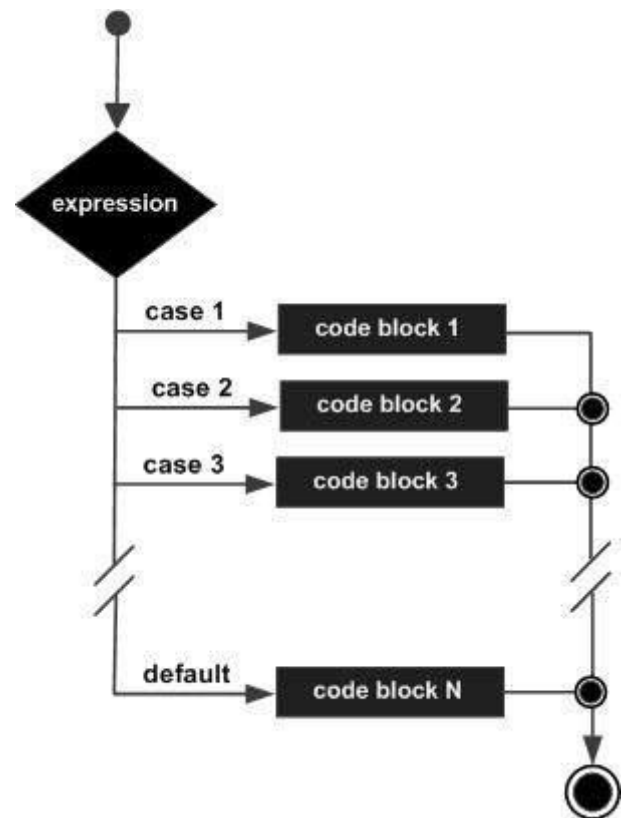 expression
case 1
code block 1
case 2
code block 2
case 3
code block 3
default
code block N